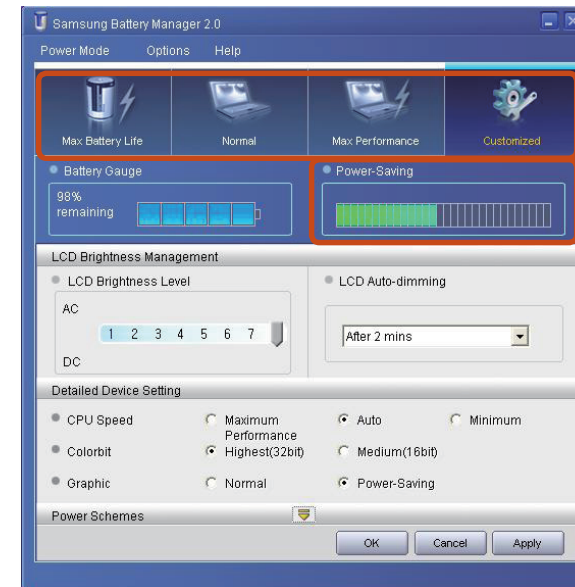 Samsung Battery Manager 2.0
Power Mode Options Help
Max Battery Life Normal Max Performance Customized
Battery Gauge Power-Saving
98%
remaining
LCD Brightness Management
LCD Brightness Level LCD Auto-dimming
AC
1 2 3 4 5 6 7
After 2 mins
DC
Detailed Device Setting
CPU Speed Maximum Performance Auto Minimum
Colorbit Highest(32bit) Medium(16bit)
Graphic Normal Power-Saving
Power Schemes
OK Cancel Apply